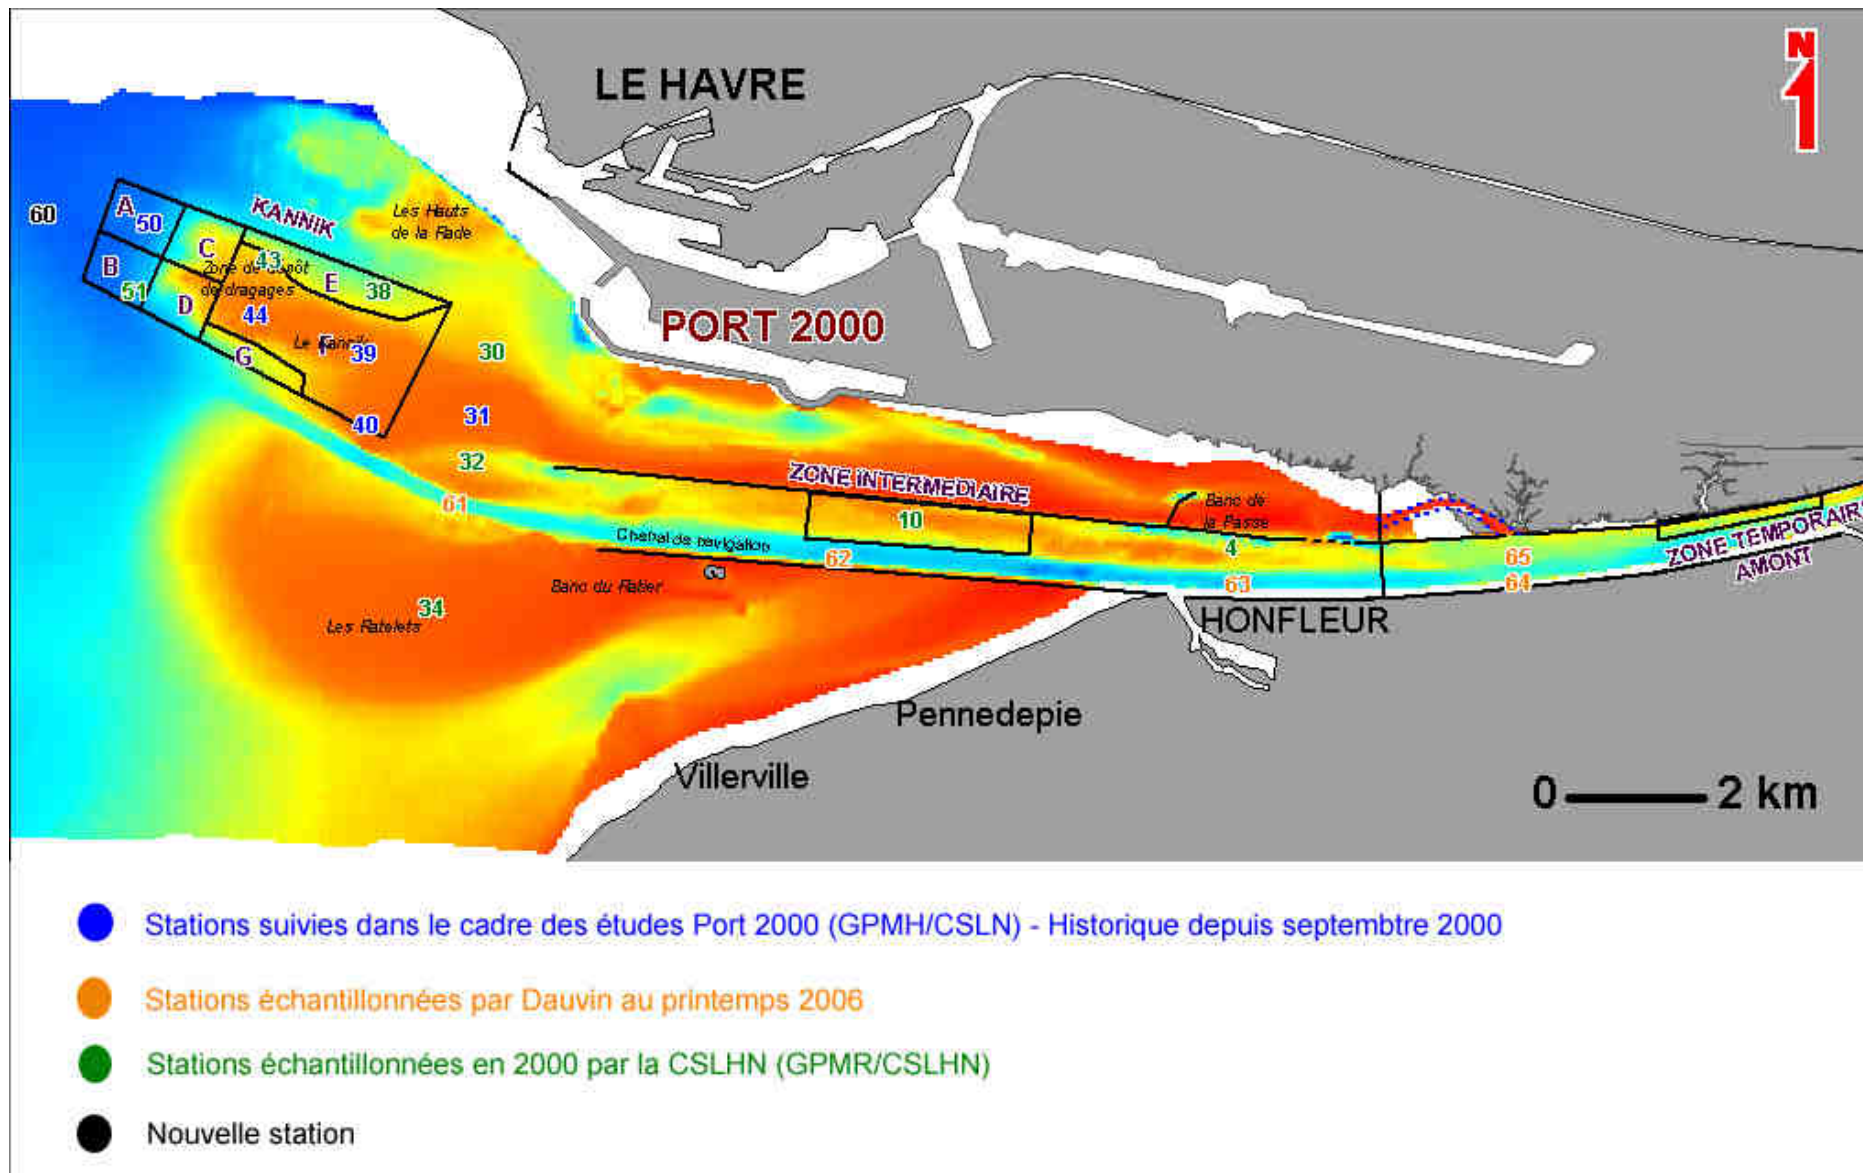 N
LE HAVRE
60
A
50
KANNIK
Les Hauts
de la Rade
B
C
43
Zone de dépôt
de dragages
E
38
51
D
44
Le Kannik
F
39
G
30
PORT 2000
40
31
32
61
ZONE INTERMEDIAIRE
10
Banc de
la Passe
4
Chenal de navigation
62
63
65
64
ZONE TEMPORAIRE
AMONT
Banc du Ratier
34
Les Ratelets
HONFLEUR
Pennedepie
Villerville
0 2 km
Stations suivies dans le cadre des études Port 2000 (GPMH/CSLN) - Historique depuis septembtre 2000
Stations échantillonnées par Dauvin au printemps 2006
Stations échantillonnées en 2000 par la CSLHN (GPMR/CSLHN)
Nouvelle station